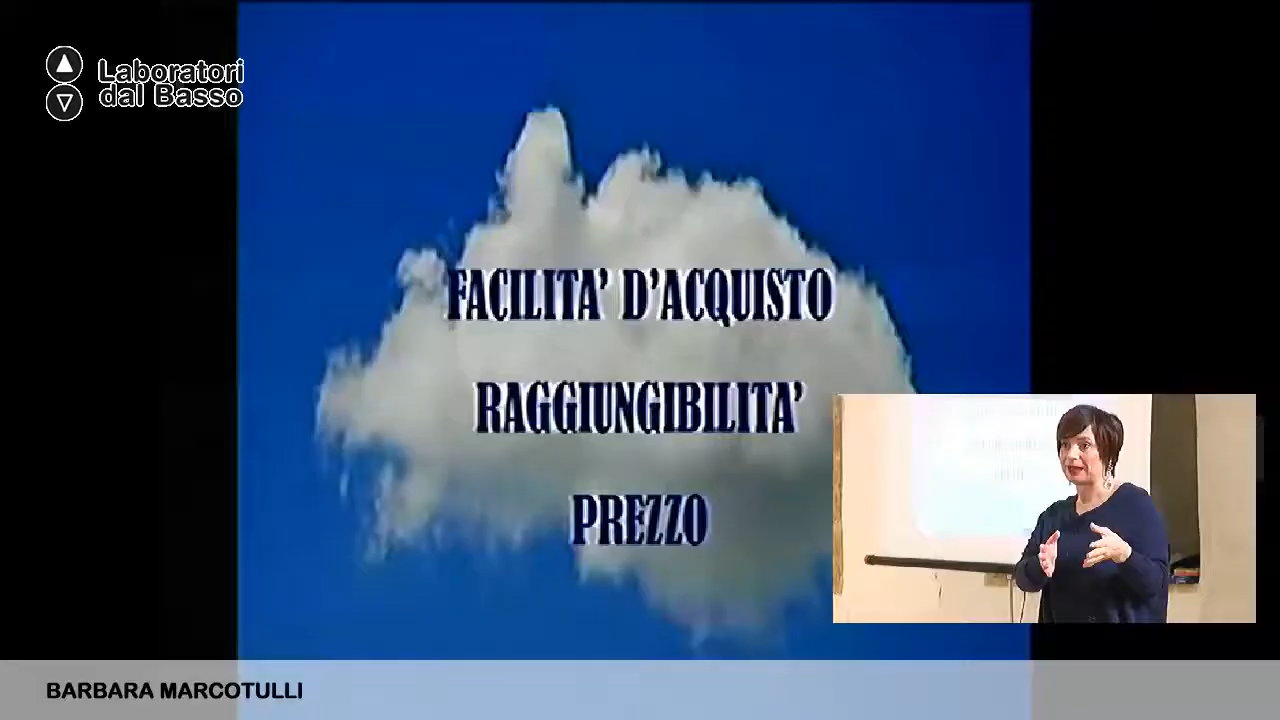 Laboratori
dal Basso
FACILITA' D'ACQUISTO
RAGGIUNGIBILITA'
PREZZO
BARBARA MARCOTULLI